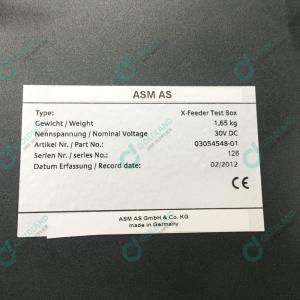 ASM AS
Type: X-Feeder Test Box
Gewicht / Weight 1,65 kg
Nennspannung / Nominal Voltage 30V DC
Artikel Nr. / Part No.: 03054548-01
Serien Nr. / series No.: 126
Datum Erfassung / Record date: 02/2012
CE
ASM AS GmbH & Co. KG
made in Germany